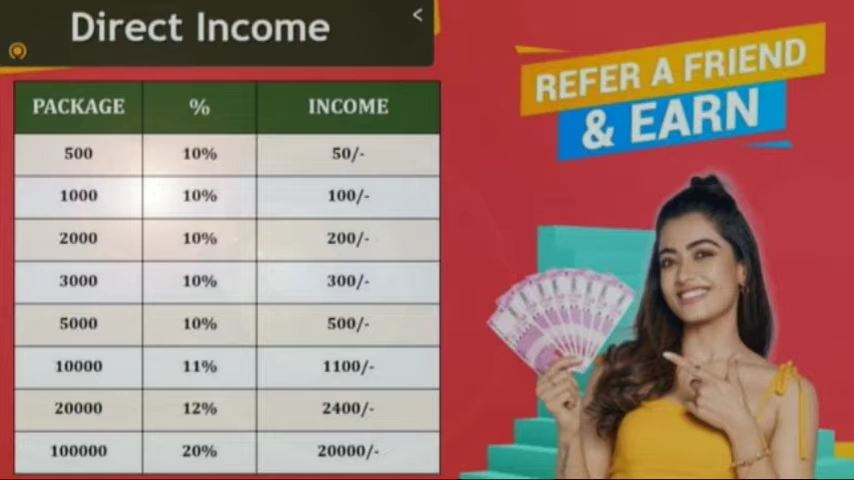 Direct Income
<
PACKAGE % INCOME
500 10% 50/-
1000 10% 100/-
2000 10% 200/-
3000 10% 300/-
5000 10% 500/-
10000 11% 1100/-
20000 12% 2400/-
100000 20% 20000/-
REFER A FRIEND
& EARN